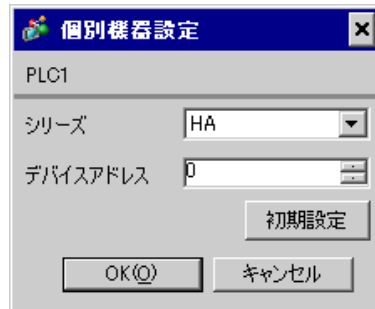 個別機器設定
PLC1
シリーズ HA
デバイスアドレス 0
初期設定
OK(O) キャンセル